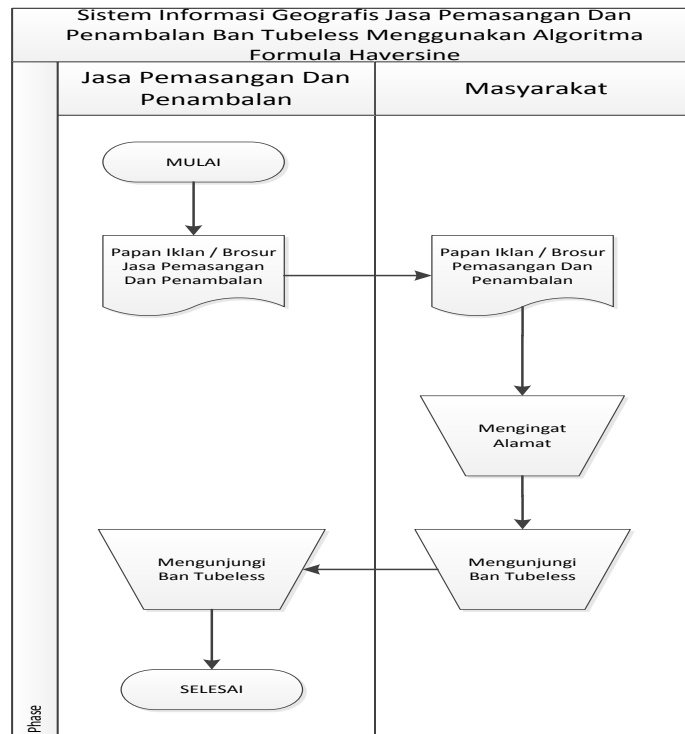 Sistem Informasi Geografis Jasa Pemasangan Dan
Penambalan Ban Tubeless Menggunakan Algoritma
Formula Haversine
Jasa Pemasangan Dan
Penambalan
Masyarakat
MULAI
Papan Iklan / Brosur
Jasa Pemasangan
Dan Penambalan
Papan Iklan / Brosur
Pemasangan Dan
Penambalan
Mengingat
Alamat
Mengunjungi
Ban Tubeless
Mengunjungi
Ban Tubeless
SELESAI
Phase